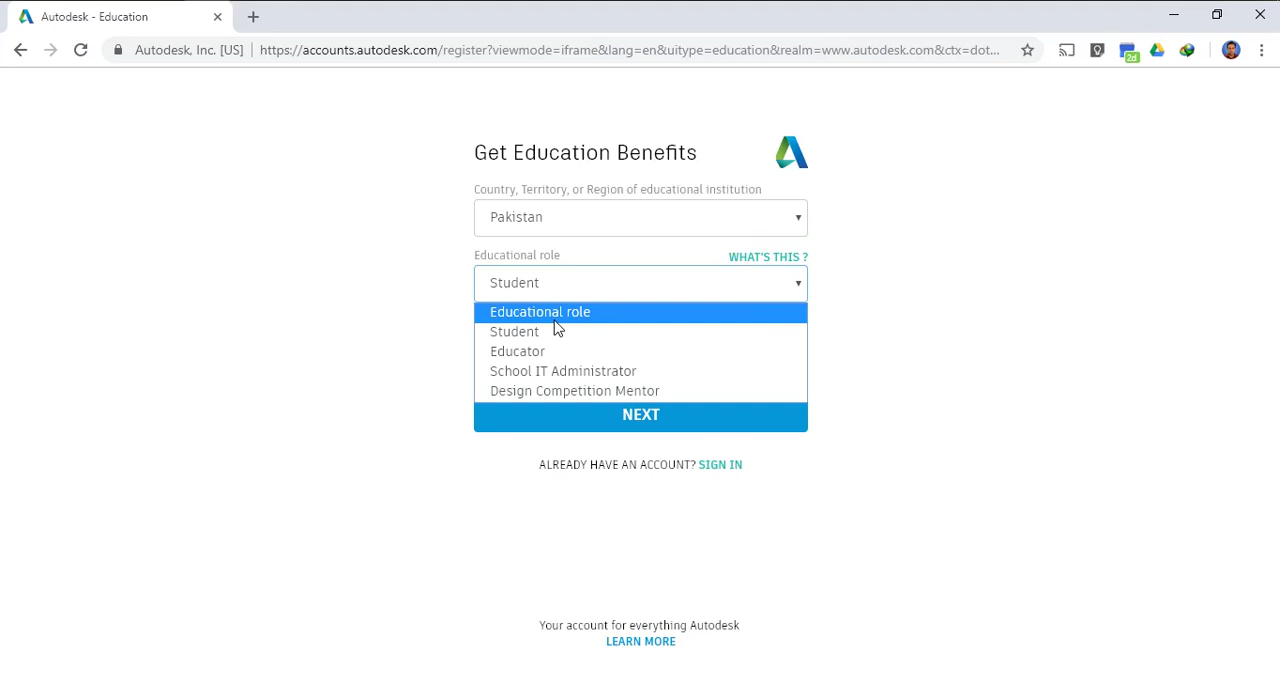 Autodesk - Education
Autodesk, Inc. [US] https://accounts.autodesk.com/register?viewmode=iframe&lang=en&uitype=education&realm=www.autodesk.com&ctx=dot...
2d
Get Education Benefits
Country, Territory, or Region of educational institution
Pakistan
Educational role WHAT'S THIS ?
Student
Educational role
Student
Educator
School IT Administrator
Design Competition Mentor
NEXT
ALREADY HAVE AN ACCOUNT? SIGN IN
Your account for everything Autodesk
LEARN MORE